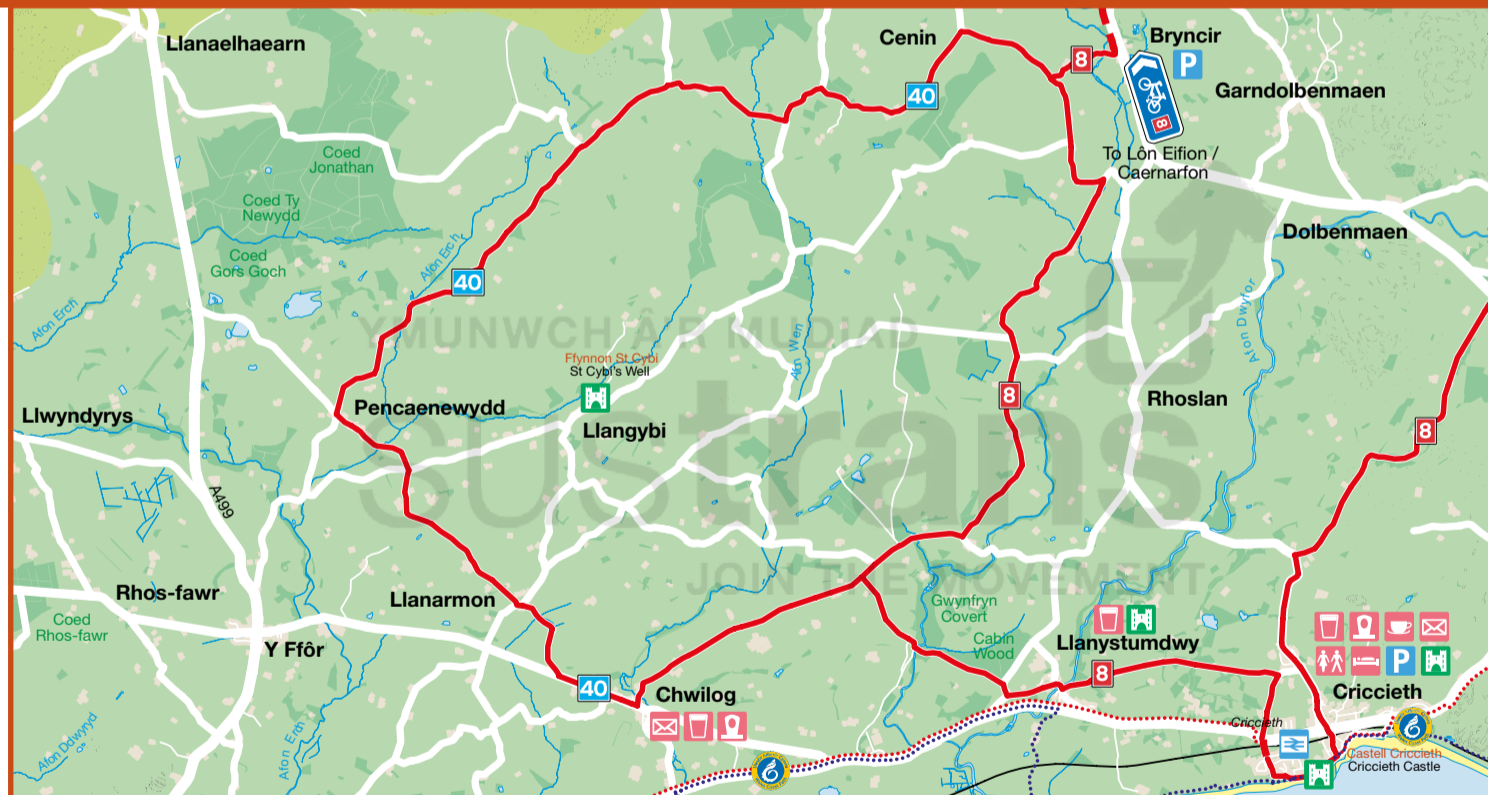 Llanaelhaearn
Cenin
Bryncir
8
P
40
Garndolbenmaen
8
Coed
Jonathan
To Lôn Eifion /
Caernarfon
Coed Ty
Newydd
Dolbenmaen
Coed
Gors Goch
Afon Erch
40
Afon Erch
Afon Dwyfor
YMUNWCH Â'R MUDIAD
Afon Wen
Ffynnon St Cybi
St Cybi's Well
sustrans
Llwyndyrys
Pencaenewydd
8
Rhoslan
Llangybi
8
A499
JOIN THE MOVEMENT
Rhos-fawr
Llanarmon
Gwynfryn
Covert
Coed
Rhos-fawr
Cabin
Wood
Y Ffôr
Llanystumdwy
8
P
40
Chwilog
Criccieth
Criccieth
Afon Ddwyryd
Afon Erch
Castell Criccieth
Criccieth Castle